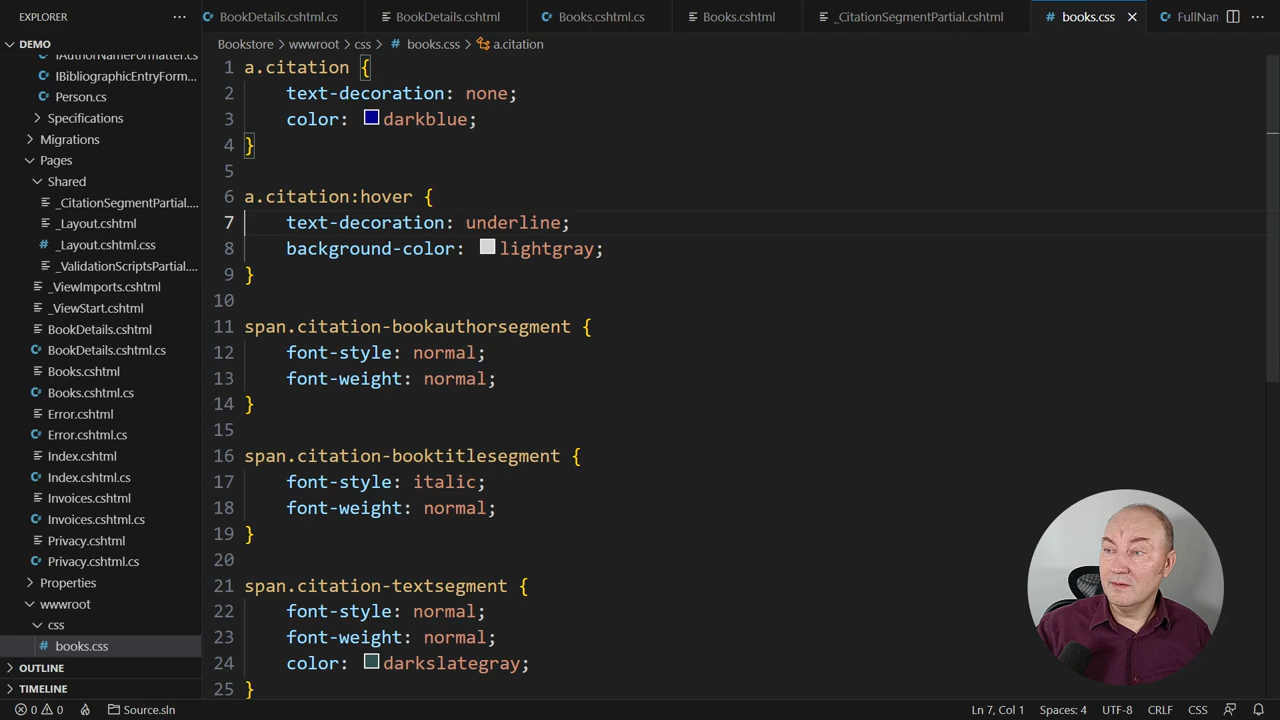 EXPLORER
DEMO
IAuthorNameFormatter.cs
IBibliographicEntryForm...
Person.cs
Specifications
Migrations
Pages
Shared
_CitationSegmentPartial....
_Layout.cshtml
_Layout.cshtml.css
_ValidationScriptsPartial....
_ViewImports.cshtml
_ViewStart.cshtml
BookDetails.cshtml
BookDetails.cshtml.cs
Books.cshtml
Books.cshtml.cs
Error.cshtml
Error.cshtml.cs
Index.cshtml
Index.cshtml.cs
Invoices.cshtml
Invoices.cshtml.cs
Privacy.cshtml
Privacy.cshtml.cs
Properties
wwwroot
css
books.css
OUTLINE
TIMELINE
BookDetails.cshtml.cs BookDetails.cshtml Books.cshtml.cs Books.cshtml _CitationSegmentPartial.cshtml books.css FullNan
Bookstore > wwwroot > css > books.css > a.citation
1 a.citation {
2 text-decoration: none;
3 color: darkblue;
4 }
5
6 a.citation:hover {
7 text-decoration: underline;
8 background-color: lightgray;
9 }
10
11 span.citation-bookauthorsegment {
12 font-style: normal;
13 font-weight: normal;
14 }
15
16 span.citation-booktitlesegment {
17 font-style: italic;
18 font-weight: normal;
19 }
20
21 span.citation-textsegment {
22 font-style: normal;
23 font-weight: normal;
24 color: darkslategray;
25 }
0 0 Source.sln Ln 7, Col 1 Spaces: 4 UTF-8 CRLF CSS